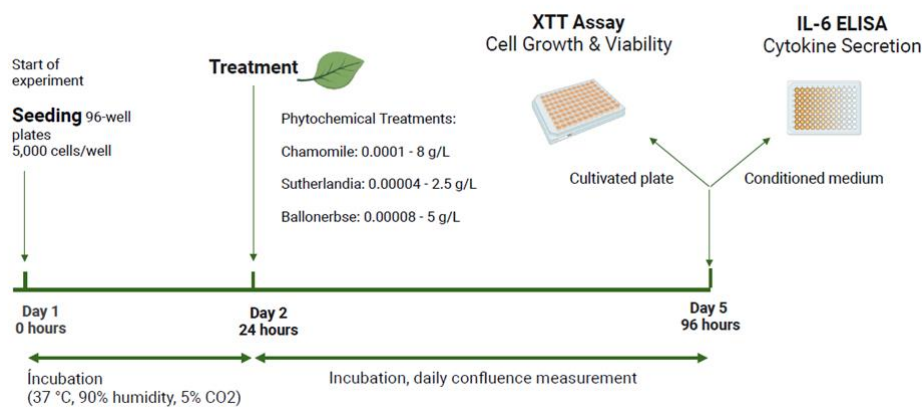 Start of
experiment
Seeding 96-well
plates
5,000 cells/well
Treatment
Phytochemical Treatments:
Chamomile: 0.0001 - 8 g/L
Sutherlandia: 0.00004 - 2.5 g/L
Ballonerbse: 0.00008 - 5 g/L
XTT Assay
Cell Growth & Viability
IL-6 ELISA
Cytokine Secretion
Cultivated plate
Conditioned medium
Day 1
0 hours
Day 2
24 hours
Day 5
96 hours
Íncubation
(37 °C, 90% humidity, 5% CO2)
Incubation, daily confluence measurement